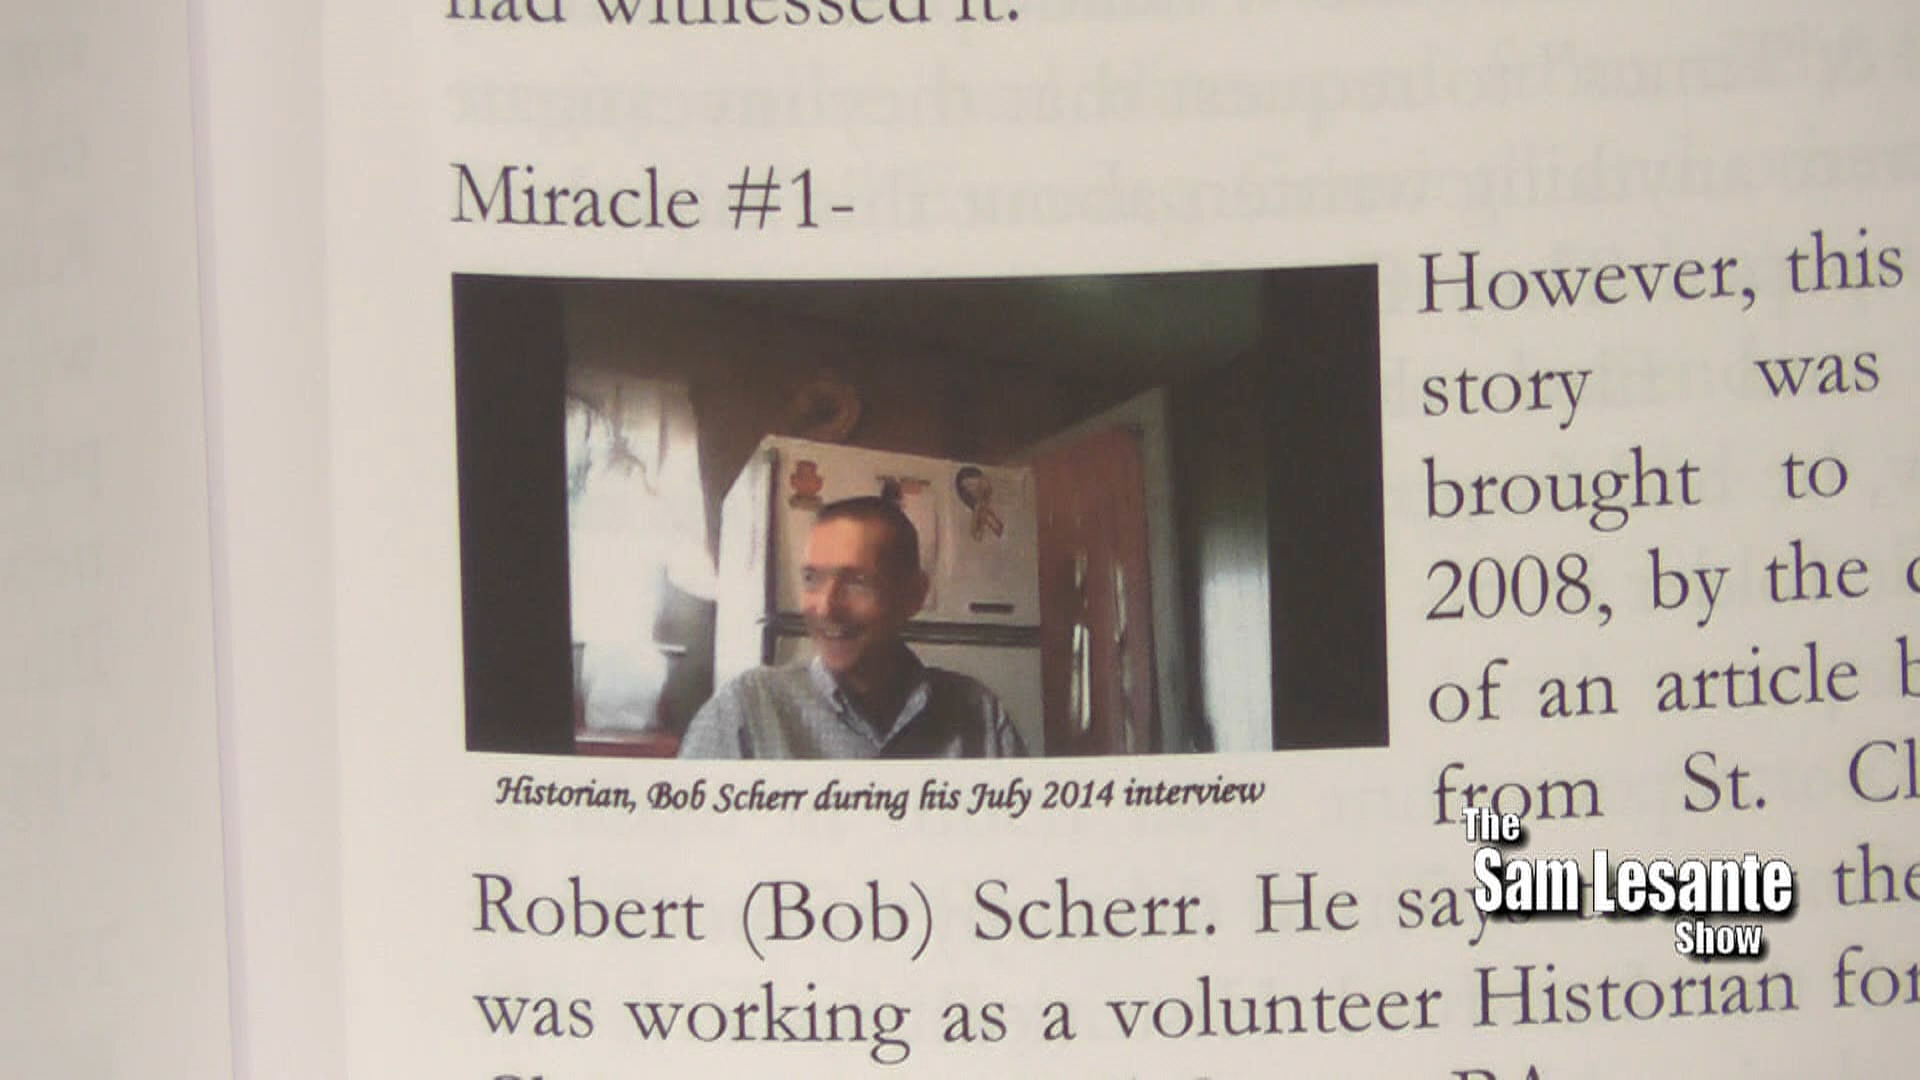 had witnessed it.
Miracle #1-
However, this
story was
brought to
2008, by the
of an article
from St.
Historian, Bob Scherr during his July 2014 interview
Robert (Bob) Scherr. He says the
was working as a volunteer Historian for
The
Sam Lesante
Show